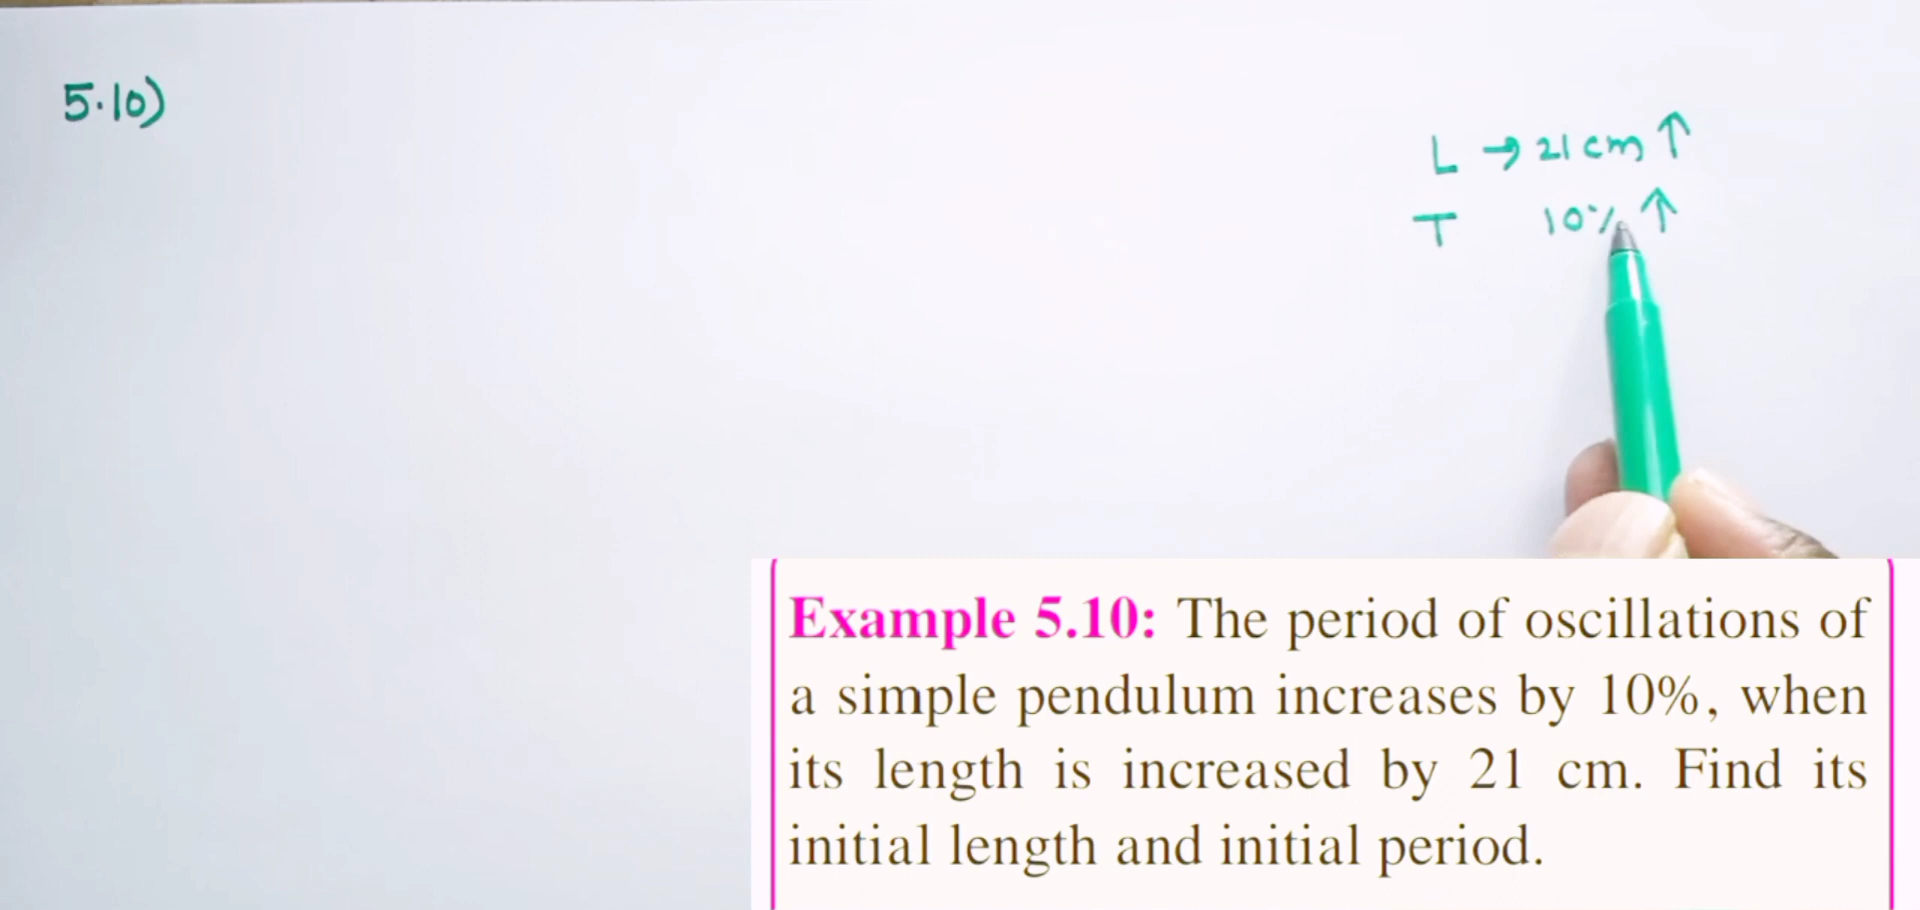 5.10)
L → 21 cm ↑
T 10% ↑
Example 5.10: The period of oscillations of
a simple pendulum increases by 10%, when
its length is increased by 21 cm. Find its
initial length and initial period.